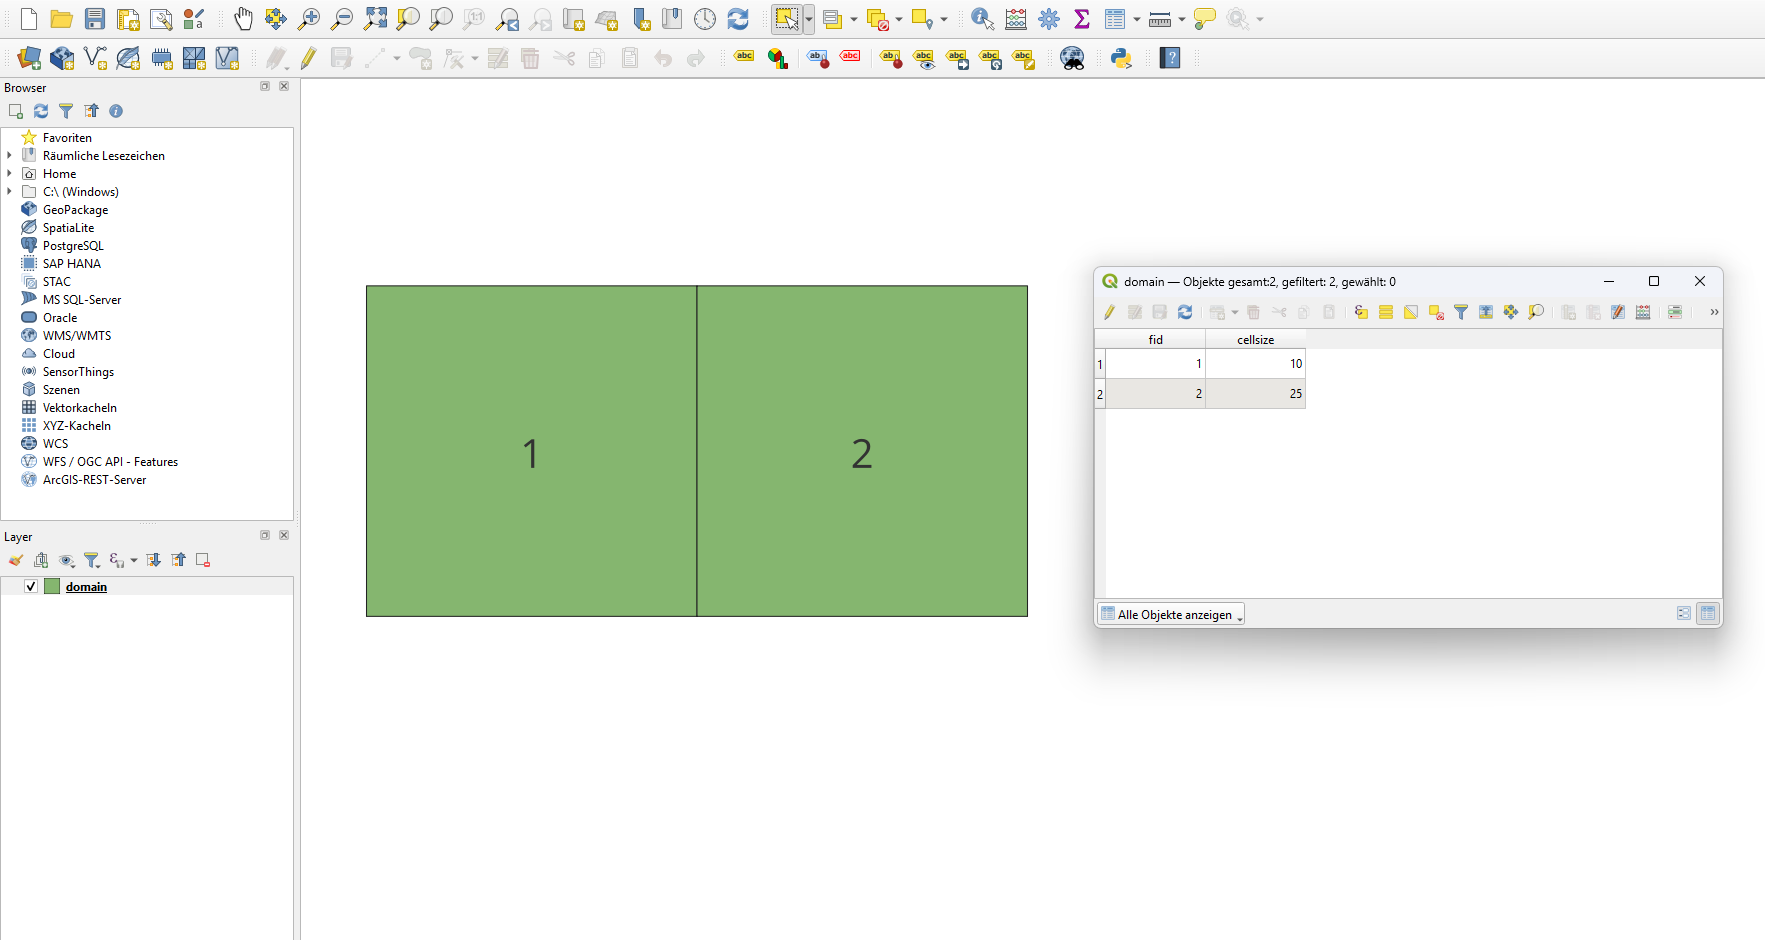 Browser
Favoriten
Räumliche Lesezeichen
Home
C:\ (Windows)
GeoPackage
SpatiaLite
PostgreSQL
SAP HANA
STAC
MS SQL-Server
Oracle
WMS/WMTS
Cloud
SensorThings
Szenen
Vektorkacheln
XYZ-Kacheln
WCS
WFS / OGC API - Features
ArcGIS-REST-Server
Layer
domain
1
2
domain — Objekte gesamt:2, gefiltert: 2, gewählt: 0
fid cellsize
1 1 10
2 2 25
Alle Objekte anzeigen